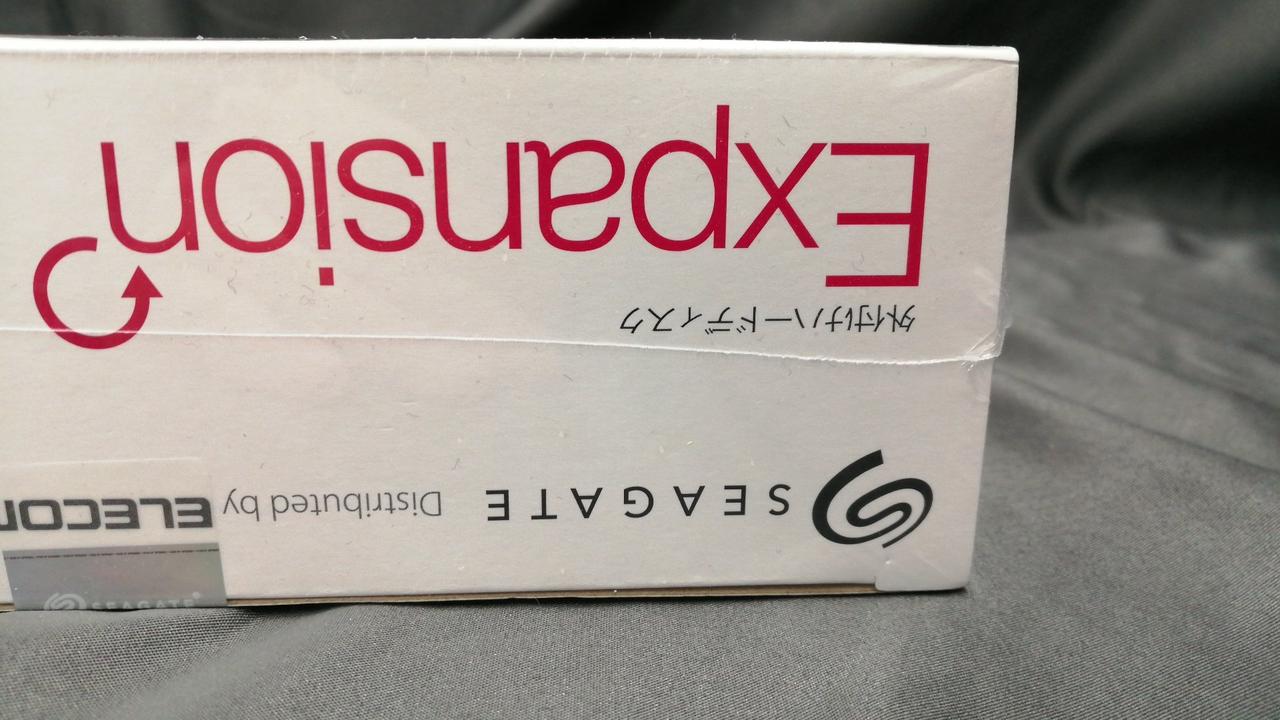 SEAGATE
SEAGATE Distributed by ELECOM
外付けハードディスク
Expansion